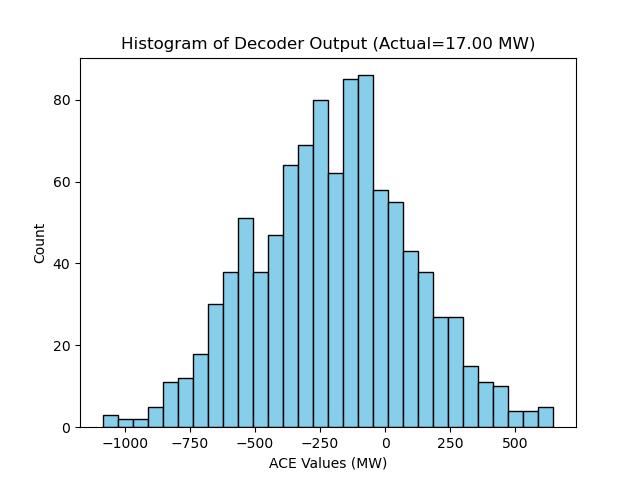 Histogram of Decoder Output (Actual=17.00 MW)
80
60
40
20
0
Count
−1000 −750 −500 −250 0 250 500
ACE Values (MW)